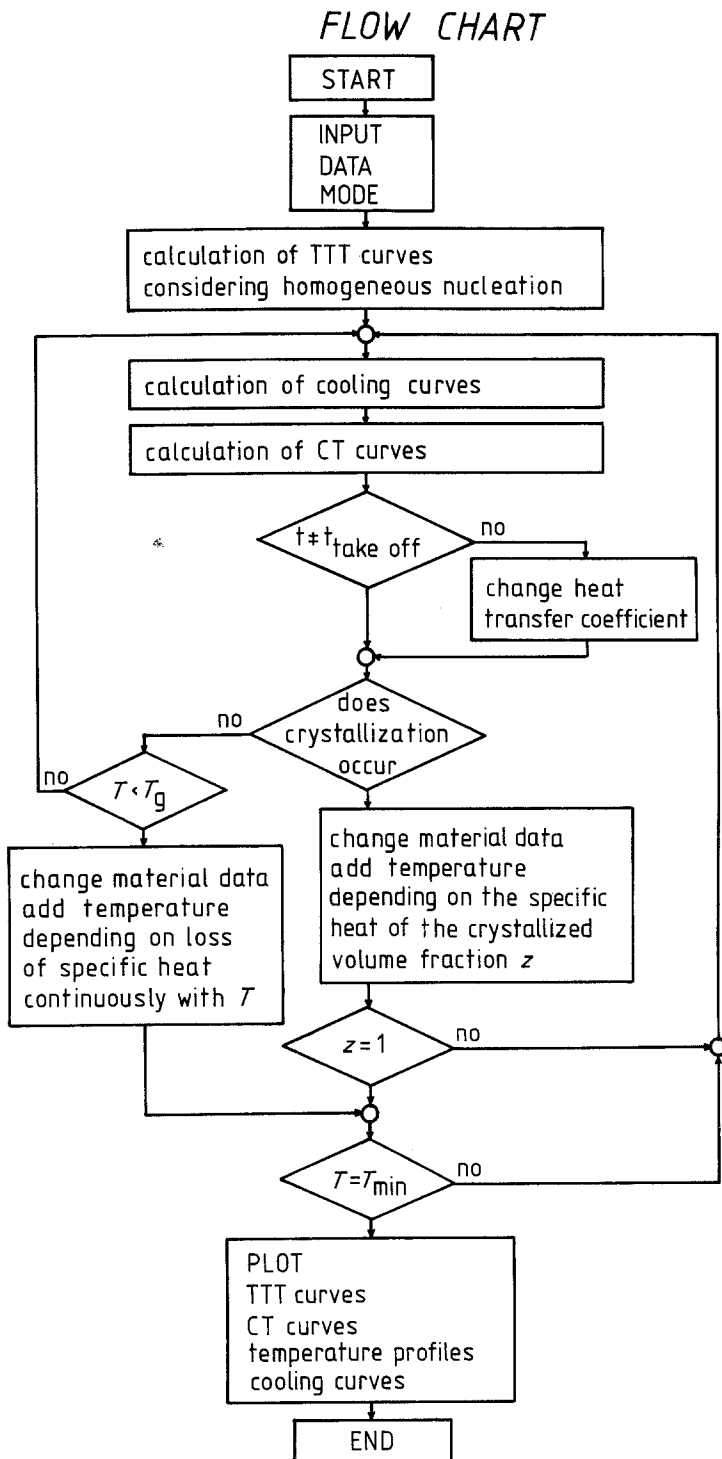 FLOW CHART
START
INPUT
DATA
MODE
calculation of TTT curves
considering homogeneous nucleation
calculation of cooling curves
calculation of CT curves
t ‡ t take off
no
change heat
transfer coefficient
does
crystallization
occur
no
T < Tg
no
change material data
add temperature
depending on loss
of specific heat
continuously with T
change material data
add temperature
depending on the specific
heat of the crystallized
volume fraction z
z = 1
no
T = Tmin
no
PLOT
TTT curves
CT curves
temperature profiles
cooling curves
END